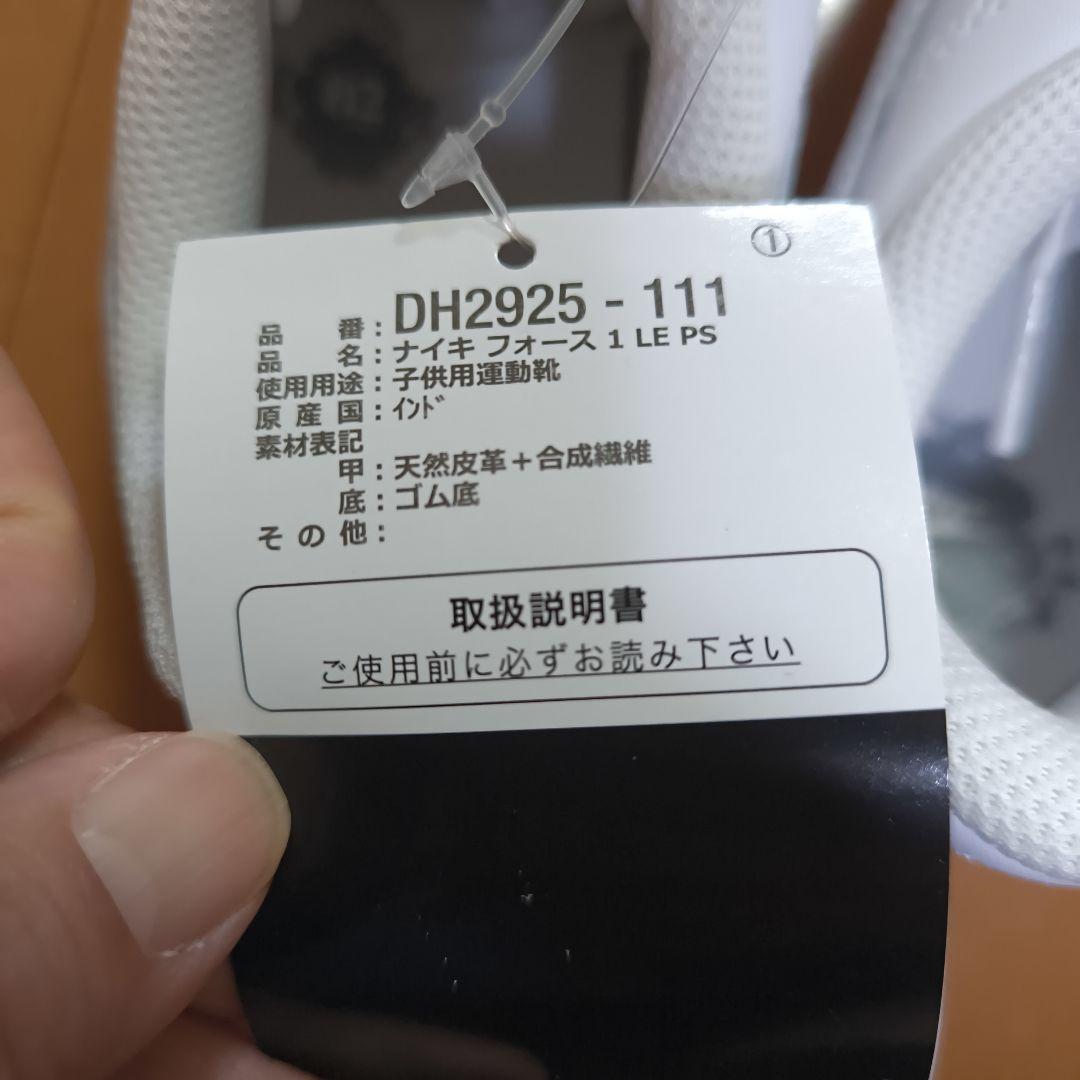 ①
品番：DH2925 - 111
品名：ナイキ フォース 1 LE PS
使用用途：子供用運動靴
原産国：インド
素材表記
甲：天然皮革＋合成繊維
底：ゴム底
その他：
取扱説明書
ご使用前に必ずお読み下さい